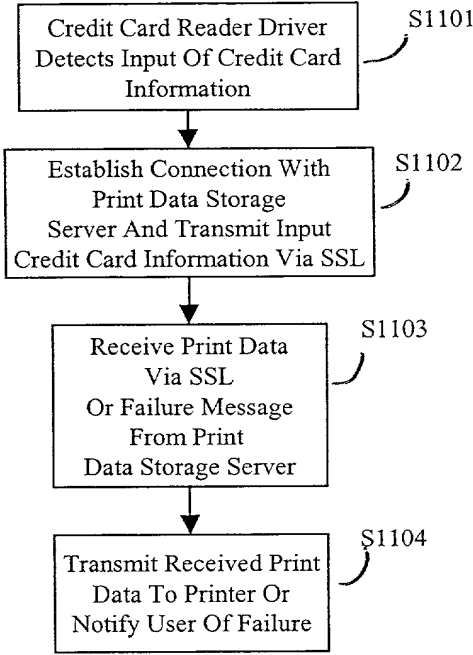 Credit Card Reader Driver
Detects Input Of Credit Card
Information
S1101
Establish Connection With
Print Data Storage
Server And Transmit Input
Credit Card Information Via SSL
S1102
Receive Print Data
Via SSL
Or Failure Message
From Print
Data Storage Server
S1103
Transmit Received Print
Data To Printer Or
Notify User Of Failure
S1104